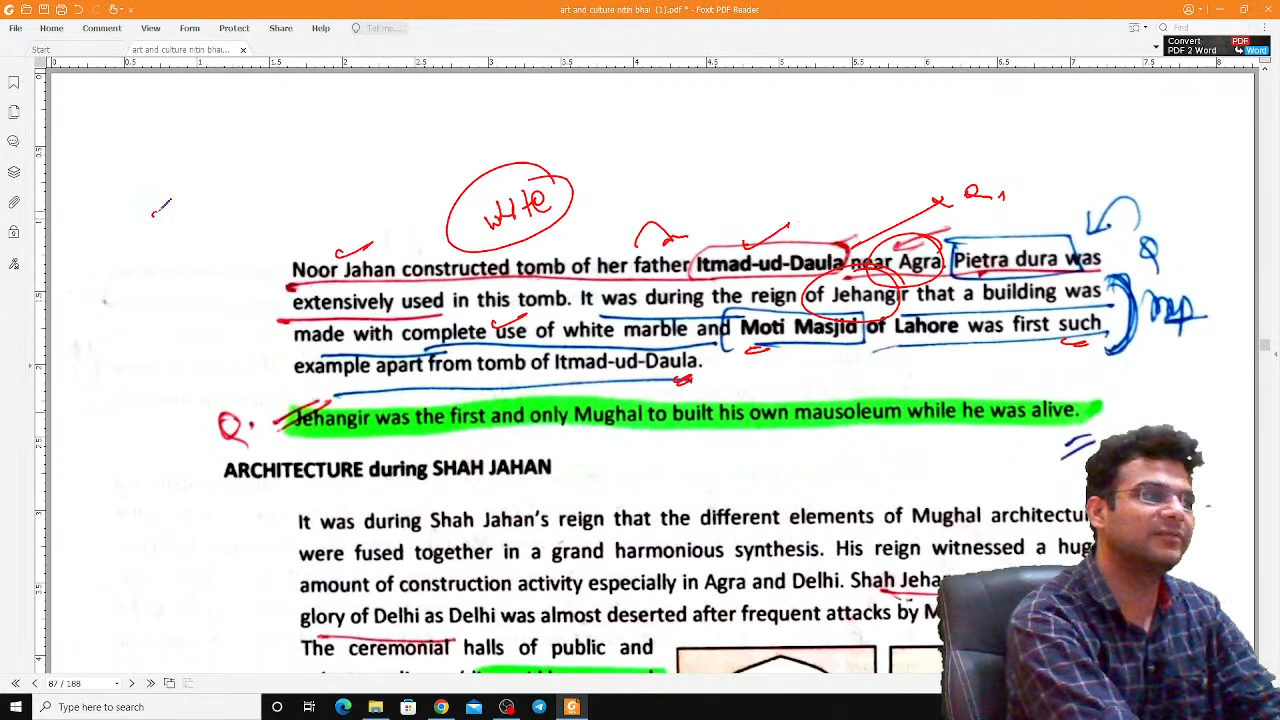 art and culture nitin bhai {1}.pdf * - Foxit PDF Reader
File Home Comment View Form Protect Share Help Tell me... Find
Start art and culture nitin bhai...
Convert PDF
PDF 2 Word Word
write
Q
Noor Jahan constructed tomb of her father Itmad-ud-Daula near Agra Pietra dura was
extensively used in this tomb. It was during the reign of Jehangir that a building was
made with complete use of white marble and Moti Masjid of Lahore was first such
example apart from tomb of Itmad-ud-Daula.
Q. Jehangir was the first and only Mughal to built his own mausoleum while he was alive.
ARCHITECTURE during SHAH JAHAN
It was during Shah Jahan's reign that the different elements of Mughal architectu
were fused together in a grand harmonious synthesis. His reign witnessed a hug
amount of construction activity especially in Agra and Delhi. Shah Jeha
glory of Delhi as Delhi was almost deserted after frequent attacks by M
The ceremonial halls of public and
87 / 188
Type here to search